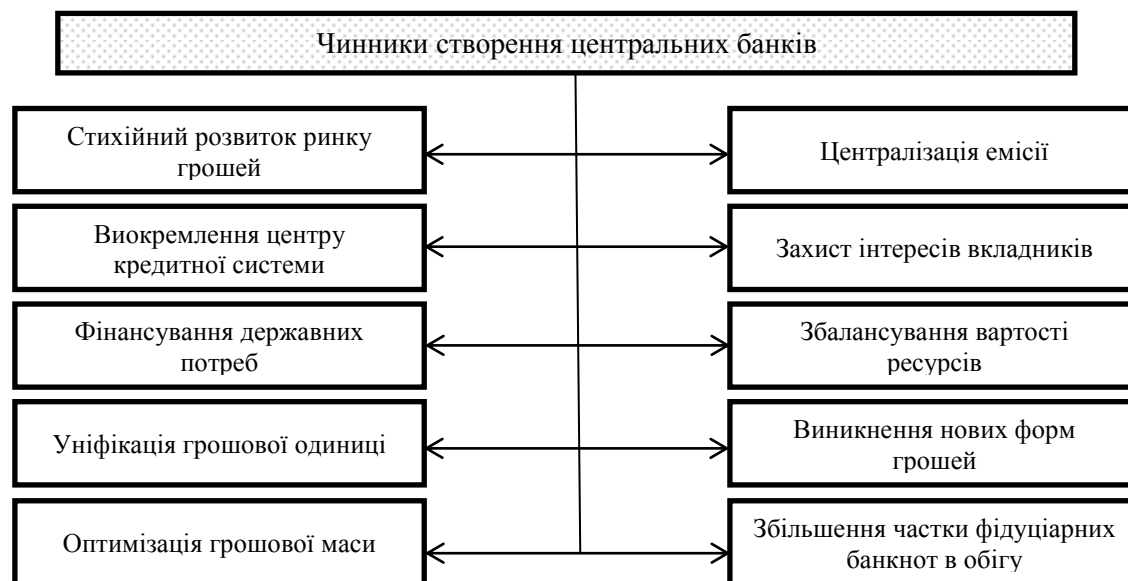 Чинники створення центральних банків
Стихійний розвиток ринку
грошей
Централізація емісії
Виокремлення центру
кредитної системи
Захист інтересів вкладників
Фінансування державних
потреб
Збалансування вартості
ресурсів
Уніфікація грошової одиниці
Виникнення нових форм
грошей
Оптимізація грошової маси
Збільшення частки фідуціарних
банкнот в обігу